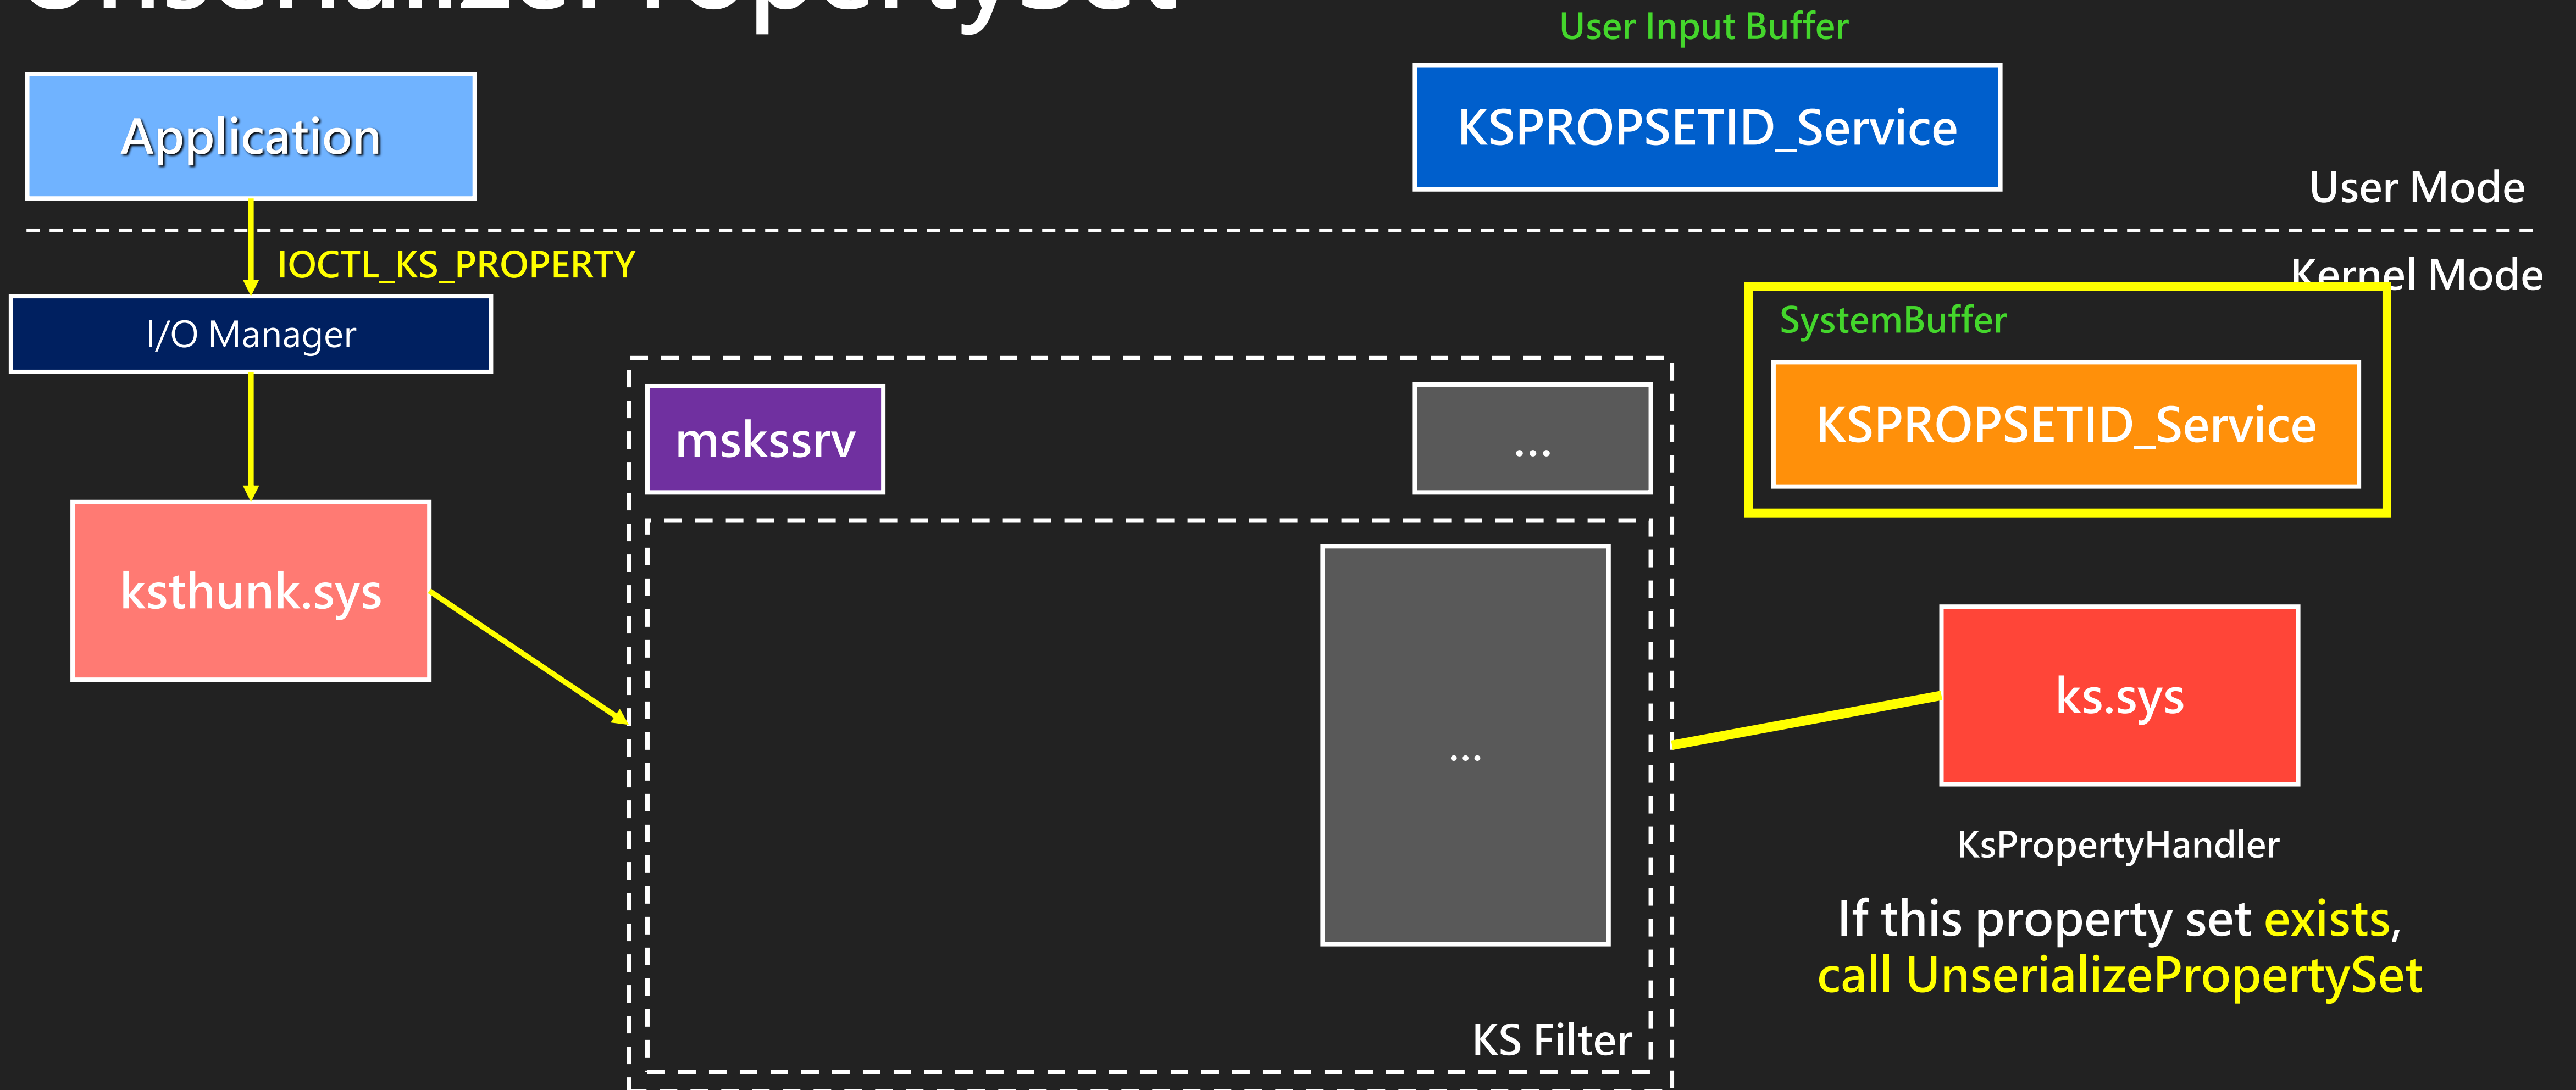 UnserializePropertySet
User Input Buffer
Application
KSPROPSETID_Service
User Mode
IOCTL_KS_PROPERTY
Kernel Mode
I/O Manager
SystemBuffer
mskssrv
...
KSPROPSETID_Service
ksthunk.sys
...
ks.sys
KsPropertyHandler
If this property set exists,
call UnserializePropertySet
KS Filter